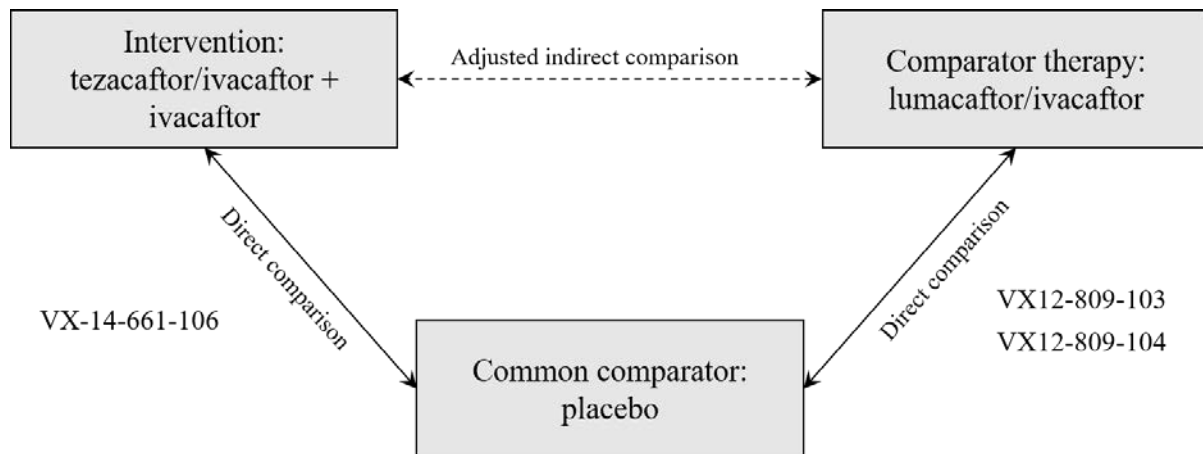 Intervention:
tezacaftor/ivacaftor +
ivacaftor
Adjusted indirect comparison
Comparator therapy:
lumacaftor/ivacaftor
Direct comparison
Direct comparison
VX-14-661-106
VX12-809-103
VX12-809-104
Common comparator:
placebo